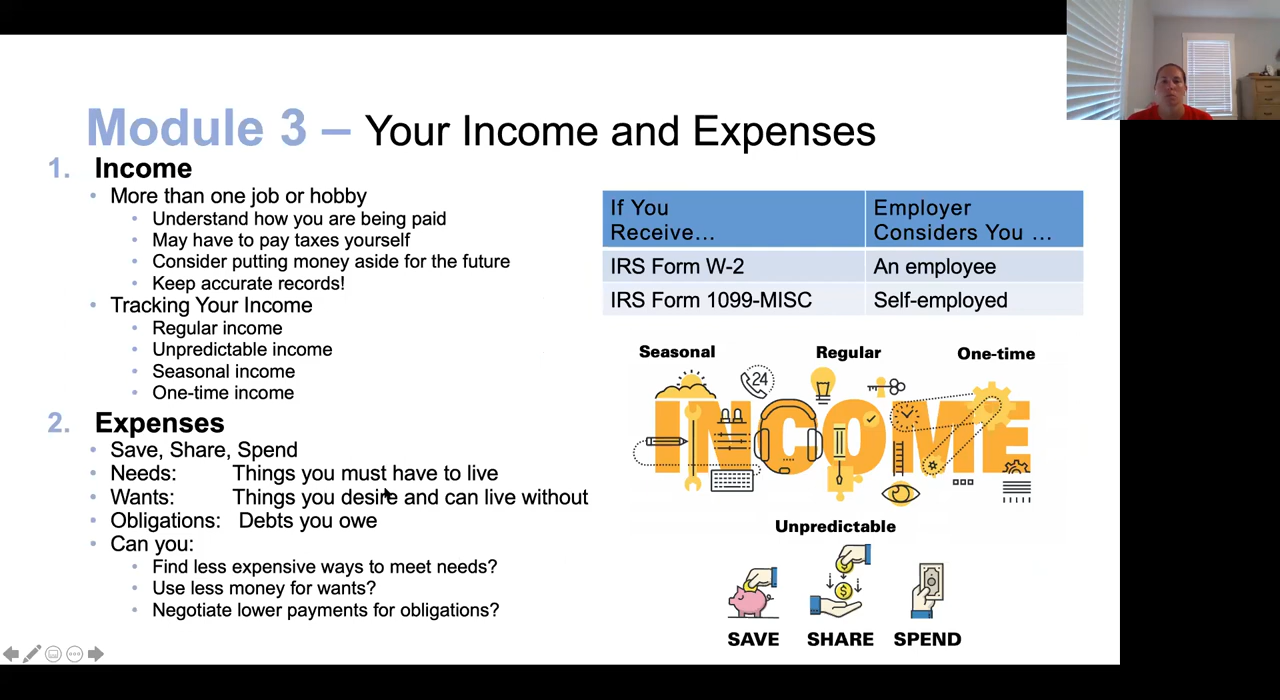 Module 3 – Your Income and Expenses
1. Income
• More than one job or hobby
• Understand how you are being paid
• May have to pay taxes yourself
• Consider putting money aside for the future
• Keep accurate records!
• Tracking Your Income
• Regular income
• Unpredictable income
• Seasonal income
• One-time income
2. Expenses
• Save, Share, Spend
• Needs: Things you must have to live
• Wants: Things you desire and can live without
• Obligations: Debts you owe
• Can you:
• Find less expensive ways to meet needs?
• Use less money for wants?
• Negotiate lower payments for obligations?
If You
Receive…
Employer
Considers You …
IRS Form W-2
An employee
IRS Form 1099-MISC
Self-employed
Seasonal
Regular
One-time
24
INCOME
Unpredictable
SAVE
SHARE
SPEND